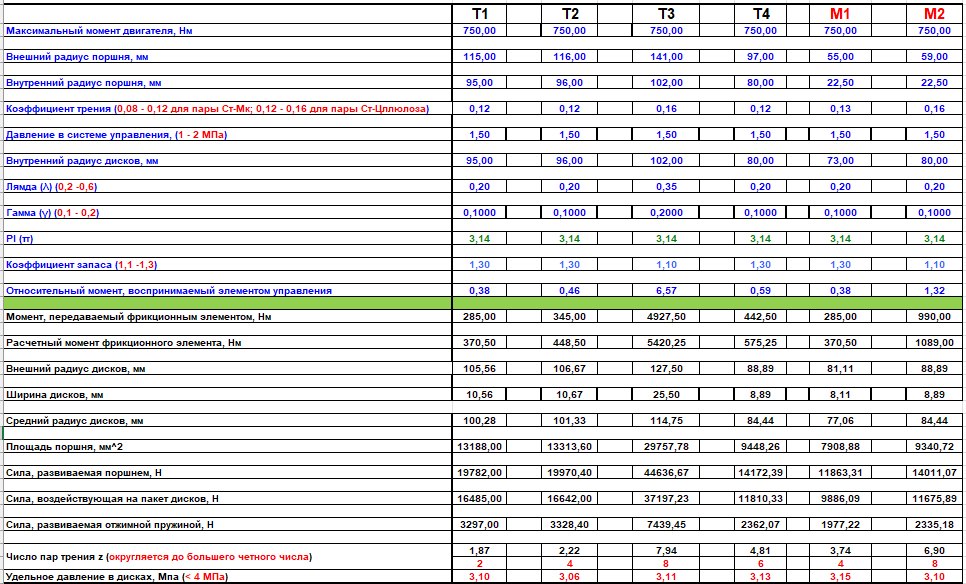 T1 T2 T3 T4 M1 M2
Максимальный момент двигателя, Нм 750,00 750,00 750,00 750,00 750,00 750,00
Внешний радиус поршня, мм 115,00 116,00 141,00 97,00 55,00 59,00
Внутренний радиус поршня, мм 95,00 96,00 102,00 80,00 22,50 22,50
Коэффициент трения (0,08 - 0,12 для пары Ст-Мк; 0,12 - 0,16 для пары Ст-Цллюлоза) 0,12 0,12 0,16 0,12 0,13 0,16
Давление в системе управления, (1 - 2 МПа) 1,50 1,50 1,50 1,50 1,50 1,50
Внутренний радиус дисков, мм 95,00 96,00 102,00 80,00 73,00 80,00
Лямда (Λ) (0,2 -0,6) 0,20 0,20 0,35 0,20 0,20 0,20
Гамма (γ) (0,1 - 0,2) 0,1000 0,1000 0,2000 0,1000 0,1000 0,1000
PI (π) 3,14 3,14 3,14 3,14 3,14 3,14
Коэффициент запаса (1,1 -1,3) 1,30 1,30 1,10 1,30 1,30 1,10
Относительный момент, воспринимаемый элементом управления 0,38 0,46 6,57 0,59 0,38 1,32
Момент, передаваемый фрикционным элементом, Нм 285,00 345,00 4927,50 442,50 285,00 990,00
Расчетный момент фрикционного элемента, Нм 370,50 448,50 5420,25 575,25 370,50 1089,00
Внешний радиус дисков, мм 105,56 106,67 127,50 88,89 81,11 88,89
Ширина дисков, мм 10,56 10,67 25,50 8,89 8,11 8,89
Средний радиус дисков, мм 100,28 101,33 114,75 84,44 77,06 84,44
Площадь поршня, мм^2 13188,00 13313,60 29757,78 9448,26 7908,88 9340,72
Сила, развиваемая поршнем, Н 19782,00 19970,40 44636,67 14172,39 11863,31 14011,07
Сила, воздействующая на пакет дисков, Н 16485,00 16642,00 37197,23 11810,33 9886,09 11675,89
Сила, развиваемая отжимной пружиной, Н 3297,00 3328,40 7439,45 2362,07 1977,22 2335,18
Число пар трения z (округляется до большего четного числа) 1,87 2,22 7,94 4,81 3,74 6,90
2 4 8 6 4 8
Удельное давление в дисках, Мпа (< 4 МПа) 3,10 3,06 3,11 3,13 3,15 3,10